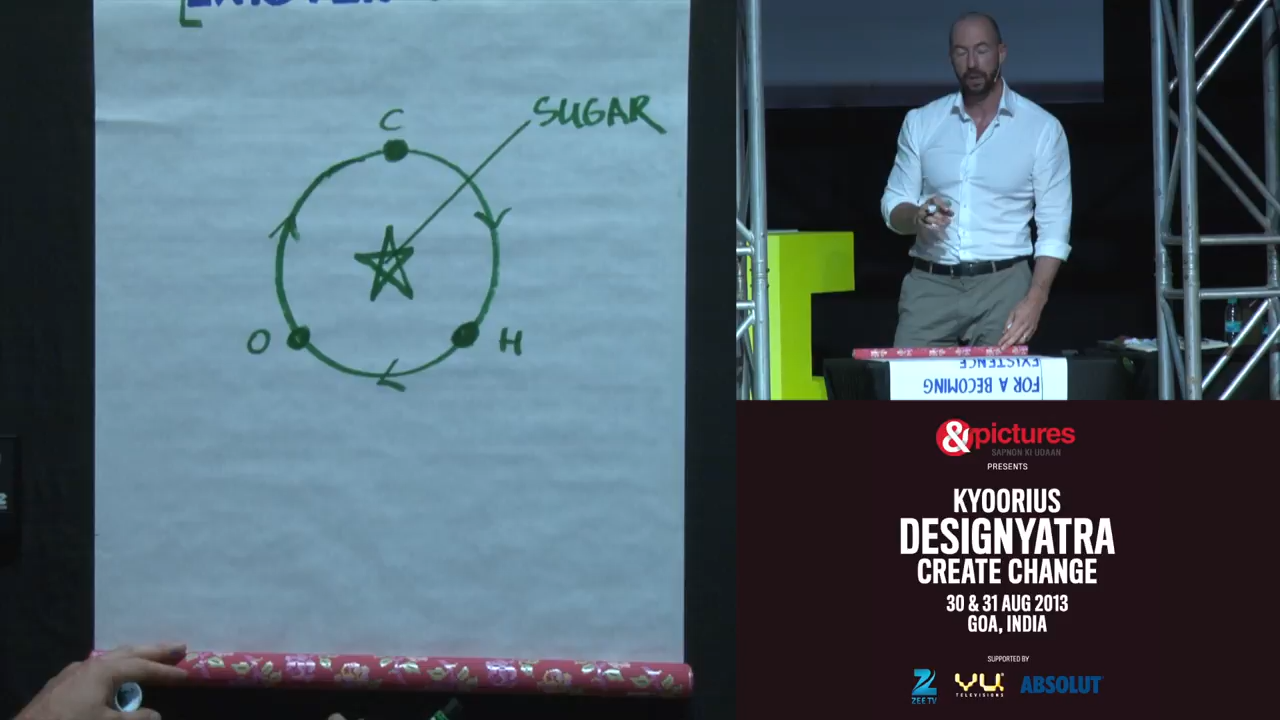 C
SUGAR
O
H
EXISTENCE
FOR A BECOMING
&pictures
SAPNON KI UDAAN
PRESENTS
KYOORIUS
DESIGNYATRA
CREATE CHANGE
30 & 31 AUG 2013
GOA, INDIA
SUPPORTED BY
ZEE TV
VU
TELEVISIONS
ABSOLUT